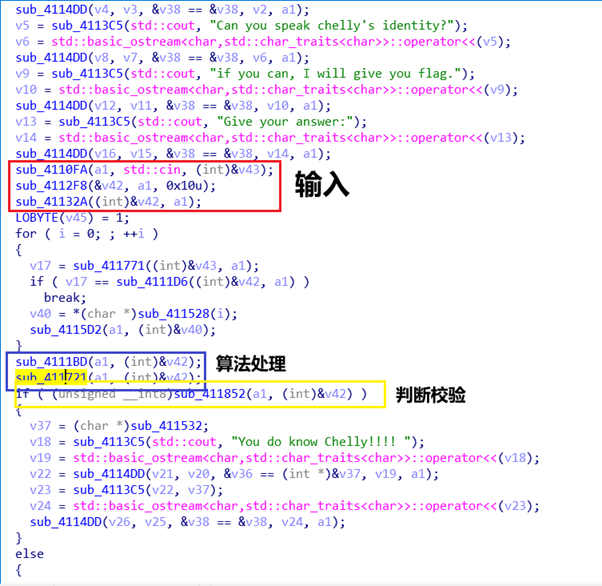 sub_4114DD(v4, v3, &v38 == &v38, v2, a1);
v5 = sub_4113C5(std::cout, "Can you speak chelly's identity?");
v6 = std::basic_ostream<char,std::char_traits<char>>::operator<<(v5);
sub_4114DD(v8, v7, &v38 == &v38, v6, a1);
v9 = sub_4113C5(std::cout, "if you can, I will give you flag.");
v10 = std::basic_ostream<char,std::char_traits<char>>::operator<<(v9);
sub_4114DD(v12, v11, &v38 == &v38, v10, a1);
v13 = sub_4113C5(std::cout, "Give your answer:");
v14 = std::basic_ostream<char,std::char_traits<char>>::operator<<(v13);
sub_4114DD(v16, v15, &v38 == &v38, v14, a1);
sub_4110FA(a1, std::cin, (int)&v43);
sub_4112F8(&v42, a1, 0x10u);
输入
sub_41132A((int)&v42, a1);
LOBYTE(v45) = 1;
for ( i = 0; ; ++i )
{
v17 = sub_411771((int)&v43, a1);
if ( v17 == sub_4111D6((int)&v42, a1) )
break;
v40 = *(char *)sub_411528(i);
sub_4115D2(a1, (int)&v40);
}
sub_4111BD(a1, (int)&v42);
算法处理
sub_411721(a1, (int)&v42);
if ( (unsigned __int8)sub_411852(a1, (int)&v42) )
判断校验
{
v37 = (char *)sub_411532;
v18 = sub_4113C5(std::cout, "You do know Chelly!!!! ");
v19 = std::basic_ostream<char,std::char_traits<char>>::operator<<(v18);
v22 = sub_4114DD(v21, v20, &v36 == (int *)&v37, v19, a1);
v23 = sub_4113C5(v22, v37);
v24 = std::basic_ostream<char,std::char_traits<char>>::operator<<(v23);
sub_4114DD(v26, v25, &v38 == &v38, v24, a1);
}
else
{